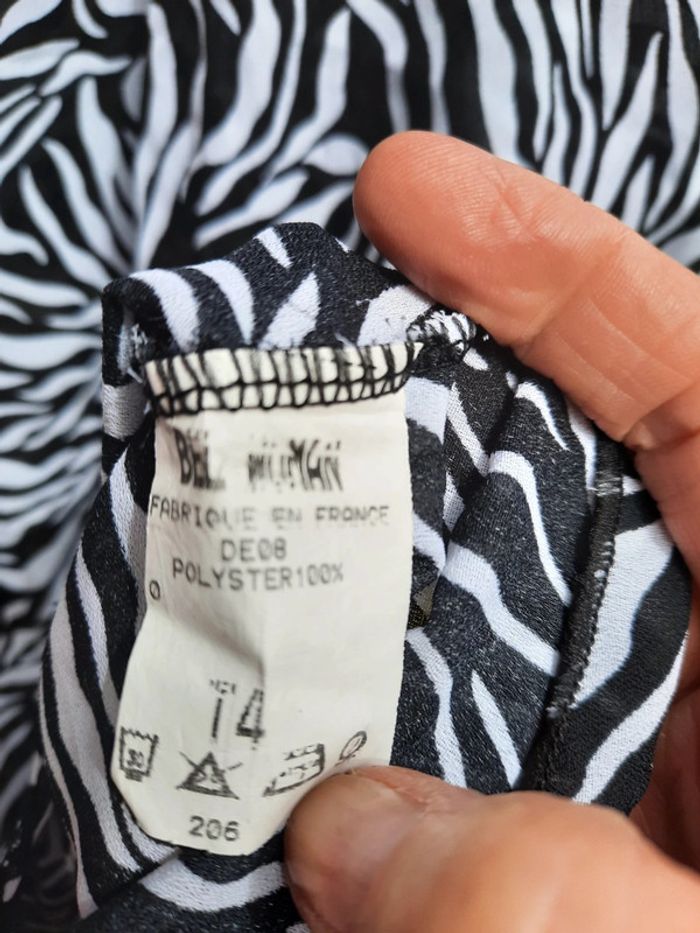 FABRIQUE EN FRANCE
DE08
POLYSTER100%
14
30
206